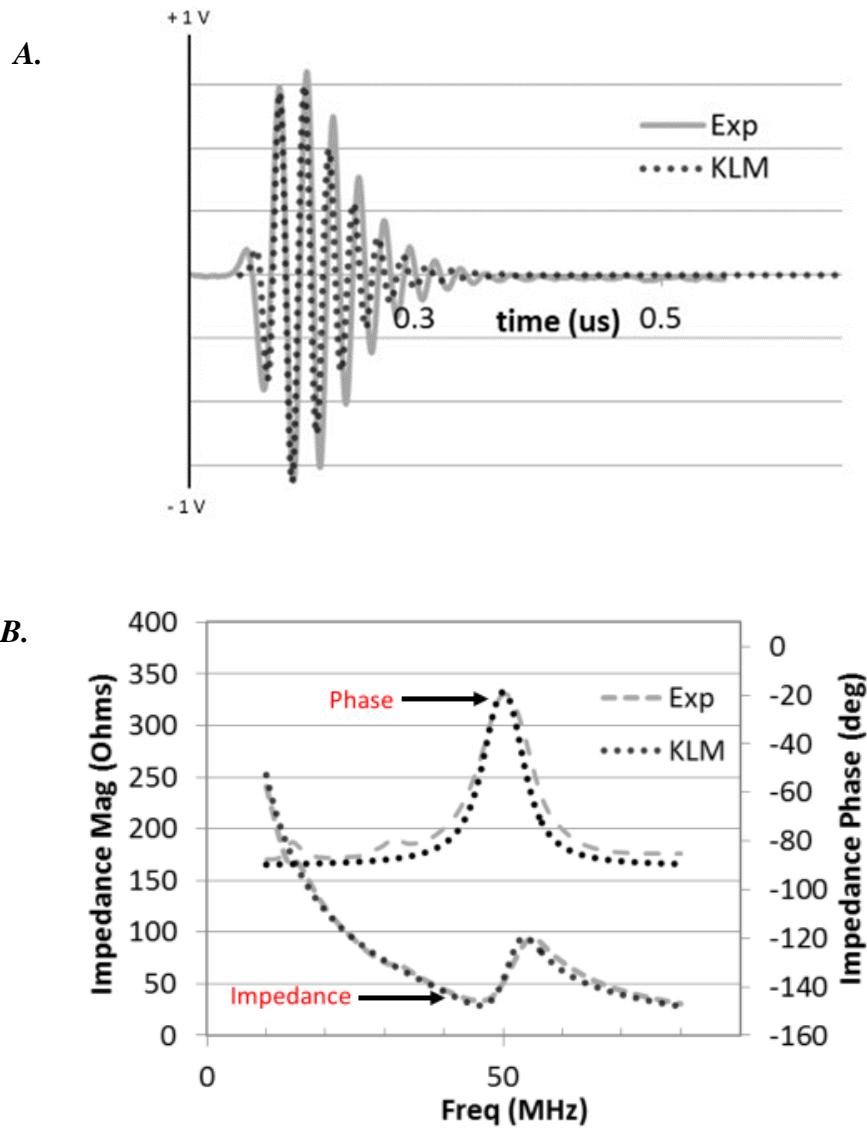 + 1 V
A.
Exp
KLM
0.3 time (us) 0.5
- 1 V
B.
400
350
300
250
200
150
100
50
0
Impedance Mag (Ohms)
Phase
Impedance
Exp
KLM
0
-20
-40
-60
-80
-100
-120
-140
-160
Impedance Phase (deg)
0 50
Freq (MHz)